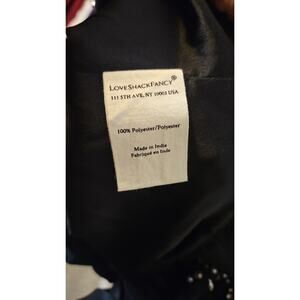 LoveShackFancy®
111 5TH AVE, NY 10003 USA
100% Polyester/Polyester
Made in India
Fabriqué en Inde